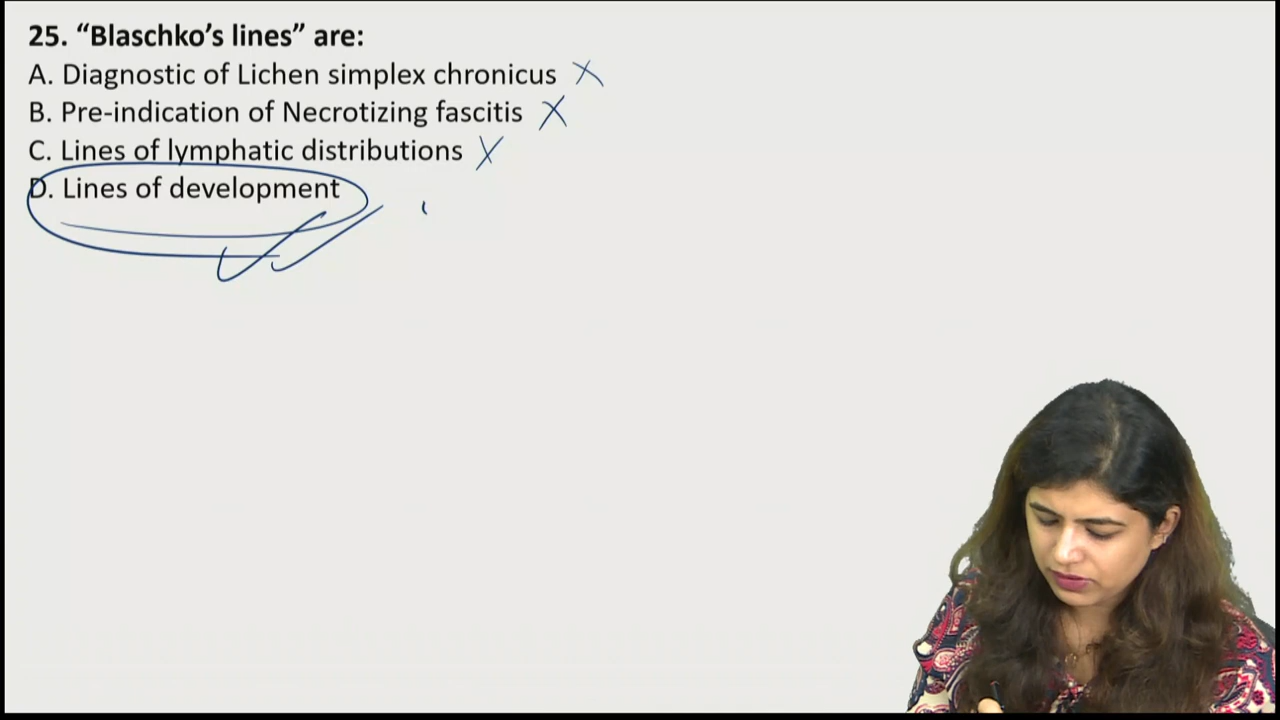 25. “Blaschko’s lines” are:
A. Diagnostic of Lichen simplex chronicus
B. Pre-indication of Necrotizing fascitis
C. Lines of lymphatic distributions
D. Lines of development